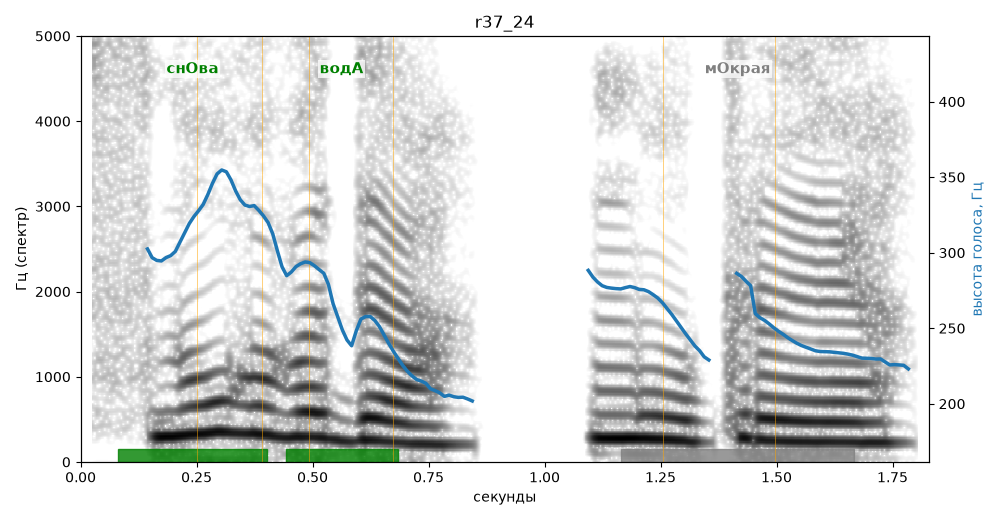 r37_24
снОва
водА
мОкрая
5000
4000
3000
2000
1000
0
Гц (спектр)
400
350
300
250
200
высота голоса, Гц
0.00 0.25 0.50 0.75 1.00 1.25 1.50 1.75
секунды